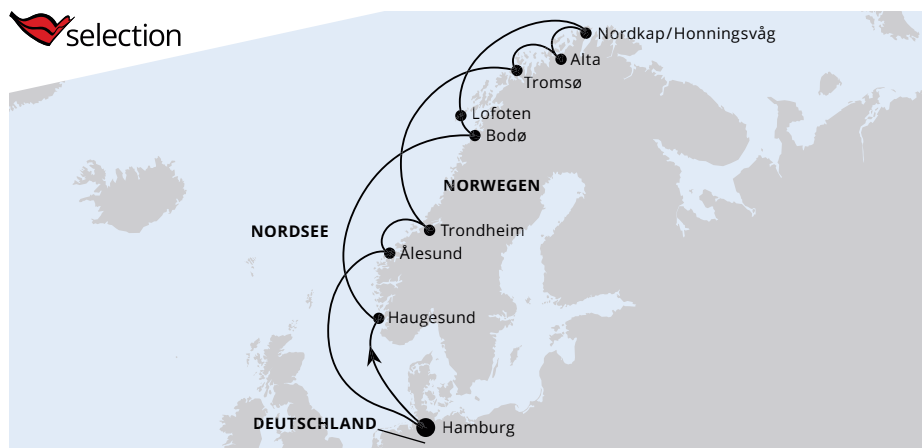 selection
Nordkap/Honningsvåg
Alta
Tromsø
Lofoten
Bodø
NORWEGEN
Trondheim
NORDSEE
Ålesund
Haugesund
DEUTSCHLAND
Hamburg